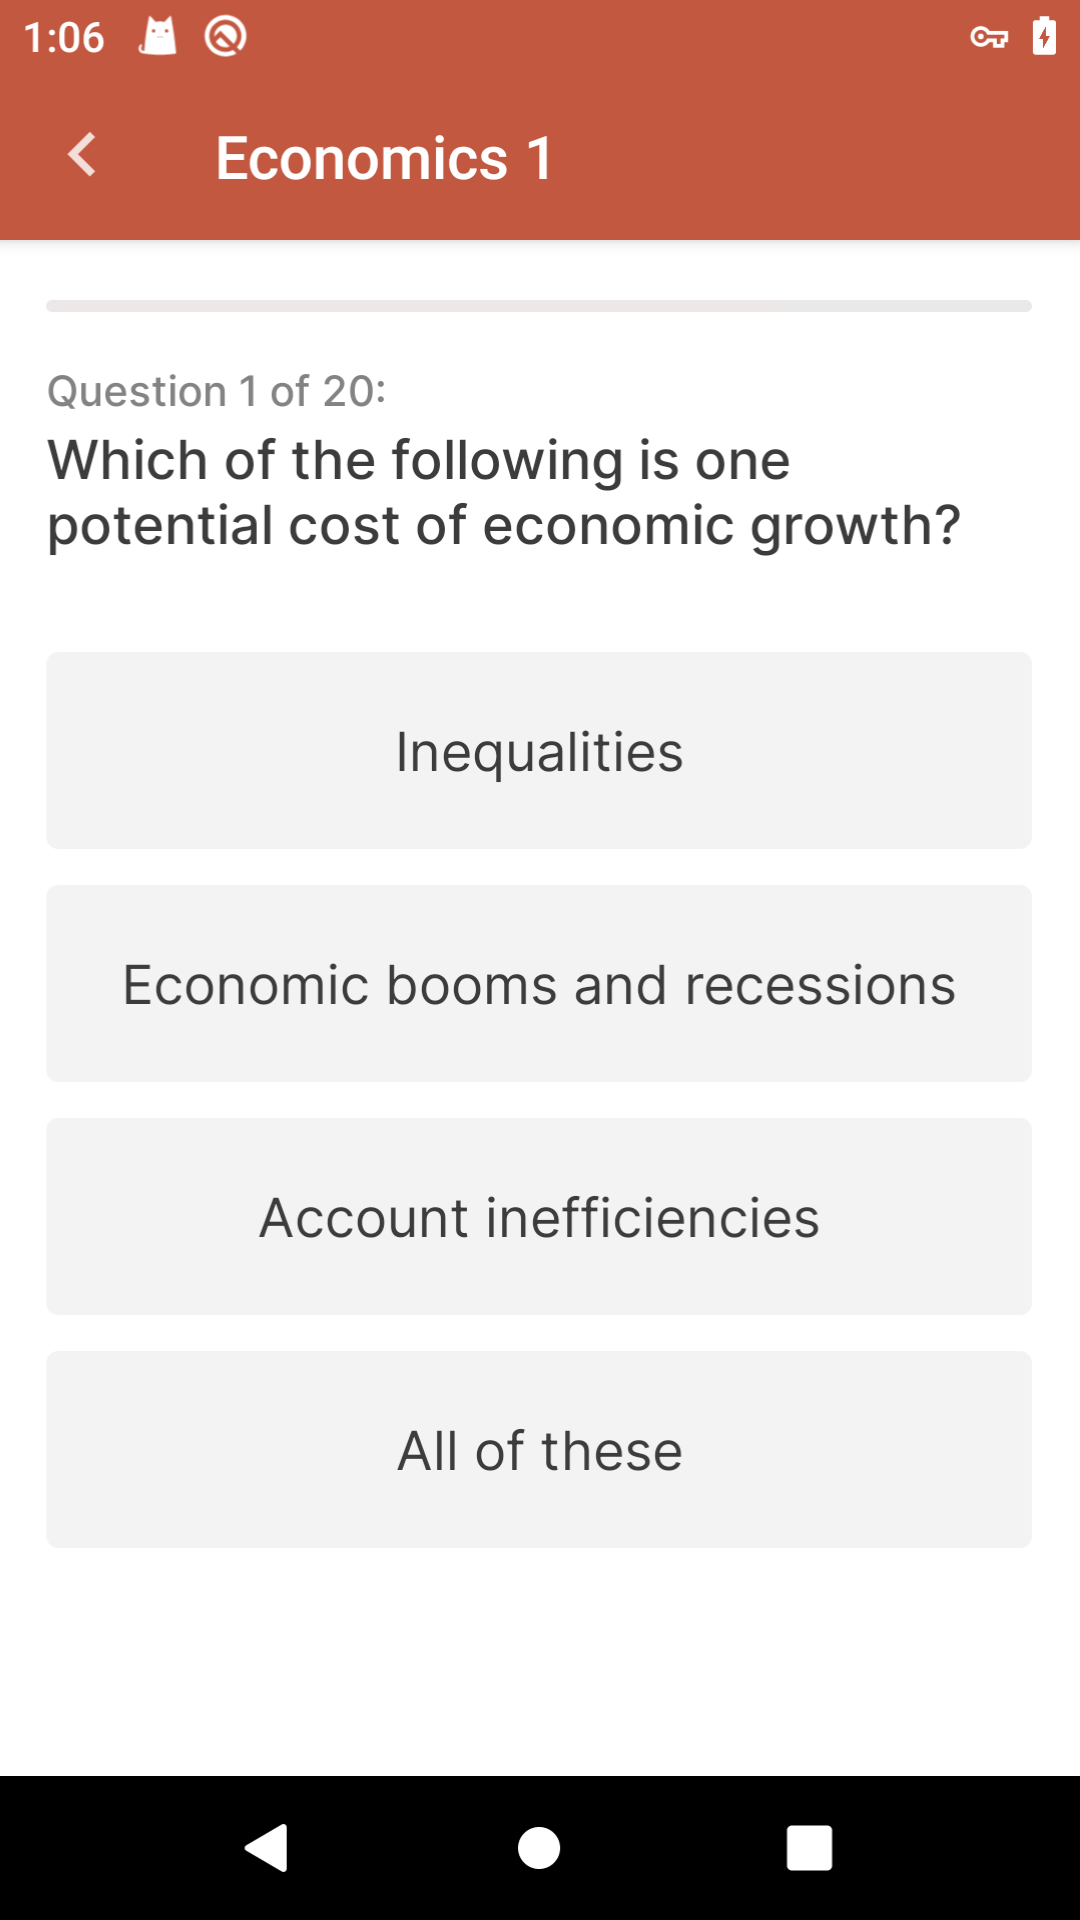 1:06
Economics 1
Question 1 of 20:
Which of the following is one
potential cost of economic growth?
Inequalities
Economic booms and recessions
Account inefficiencies
All of these